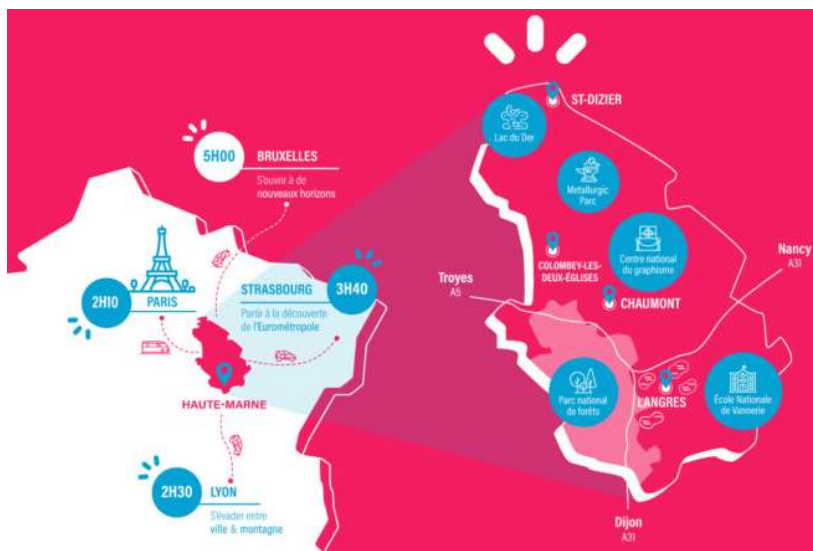 5H00
BRUXELLES
S'ouvrir à de
nouveaux horizons
2H10
PARIS
STRASBOURG
3H40
Partir à la découverte
de l'Eurométropole
HAUTE-MARNE
2H30
LYON
S'évader entre
ville & montagne
ST-DIZIER
Lac du Der
Metallurgic
Parc
Centre national
du graphisme
COLOMBEY-LES-
DEUX-ÉGLISES
CHAUMONT
Nancy
A31
Troyes
A5
Parc national
de forêts
LANGRES
École Nationale
de Vannerie
Dijon
A31